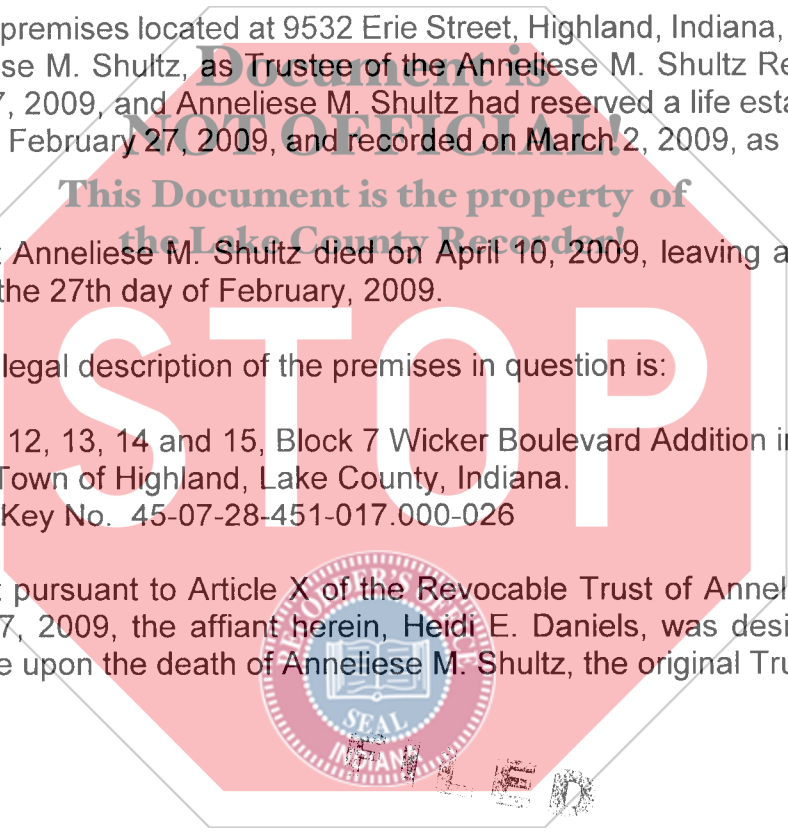 premises located at 9532 Erie Street, Highland, Indiana,
se M. Shultz, as Trustee of the Anneliese M. Shultz Re
7, 2009, and Anneliese M. Shultz had reserved a life esta
February 27, 2009, and recorded on March 2, 2009, as
Document is
NOT OFFICIAL!
This Document is the property of
the Lake County Recorder!
Anneliese M. Shultz died on April 10, 2009, leaving a
the 27th day of February, 2009.
STOP
legal description of the premises in question is:
12, 13, 14 and 15, Block 7 Wicker Boulevard Addition in
Town of Highland, Lake County, Indiana.
Key No. 45-07-28-451-017.000-026
pursuant to Article X of the Revocable Trust of Annel
7, 2009, the affiant herein, Heidi E. Daniels, was desi
e upon the death of Anneliese M. Shultz, the original Tru
RECORDER'S OFFICE
SEAL
INDIANA
FILED